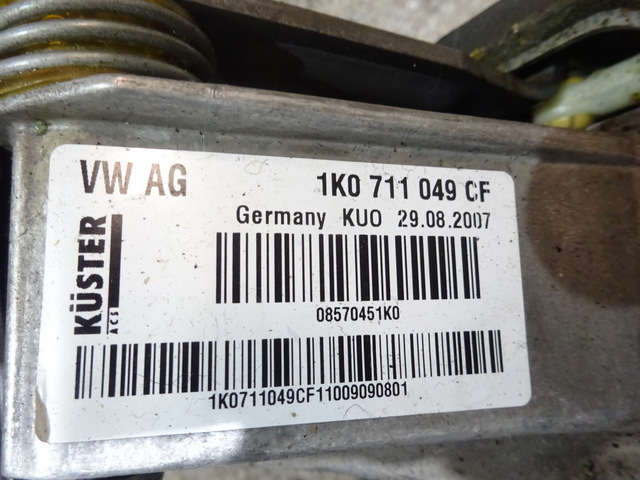 VW AG 1K0 711 049 CF
Germany KUO 29.08.2007
KÜSTER
ACS
08570451K0
1K0711049CF11009090801